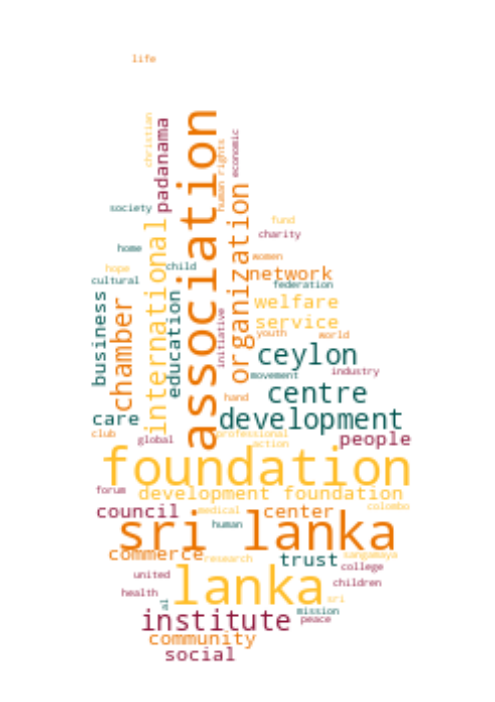 life
christian
padanama
association
human rights
economic
society
organization
fund
international
charity
home
women
hope
child
network
cultural
federation
business
chamber
education
welfare
initiative
service
youth
world
ceylon
movement
industry
centre
hand
care
development
club
professional
global
people
action
foundation
forum
development foundation
council
medical
center
colombo
sri lanka
human
commerce
research
trust
sangamaya
college
united
lanka
children
health
al
sri
mission
institute
peace
community
social